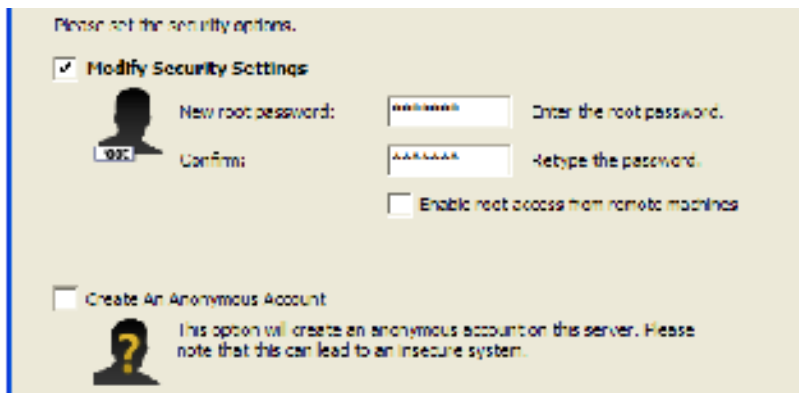 Please set the security options.
Modify Security Settings
New root password: ******* Enter the root password.
root
Confirm: ******* Retype the password.
Enable root access from remote machines
Create An Anonymous Account
?
This option will create an anonymous account on this server. Please
note that this can lead to an insecure system.